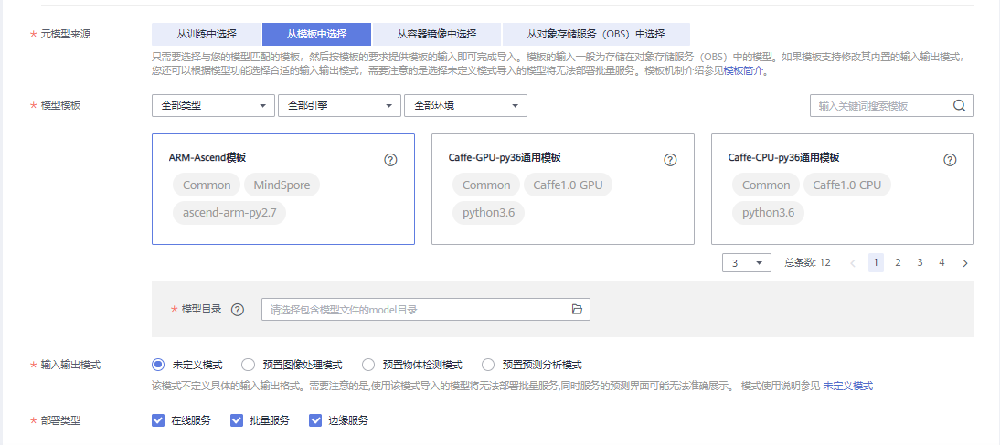 * 元模型来源 从训练中选择 从模板中选择 从容器镜像中选择 从对象存储服务（OBS）中选择
只需要选择与您的模型匹配的模板，然后按模板的要求提供模板的输入即可完成导入。模板的输入一般为存储在对象存储服务（OBS）中的模型。如果模板支持修改其内置的输入输出模式，
您还可以根据模型功能选择合适的输入输出模式，需要注意的是选择未定义模式导入的模型将无法部署批量服务。模板机制介绍参见模板简介。
* 模型模板 全部类型 全部引擎 全部环境 输入关键词搜索模板
ARM-Ascend模板 ? Caffe-GPU-py36通用模板 ? Caffe-CPU-py36通用模板 ?
Common MindSpore Common Caffe1.0 GPU Common Caffe1.0 CPU
ascend-arm-py2.7 python3.6 python3.6
3 总条数: 12 < 1 2 3 4 >
* 模型目录 ? 请选择包含模型文件的model目录
* 输入输出模式 未定义模式 预置图像处理模式 预置物体检测模式 预置预测分析模式
该模式不定义具体的输入输出格式。需要注意的是,使用该模式导入的模型将无法部署批量服务,同时服务的预测界面可能无法准确展示。 模式使用说明参见 未定义模式
* 部署类型 在线服务 批量服务 边缘服务